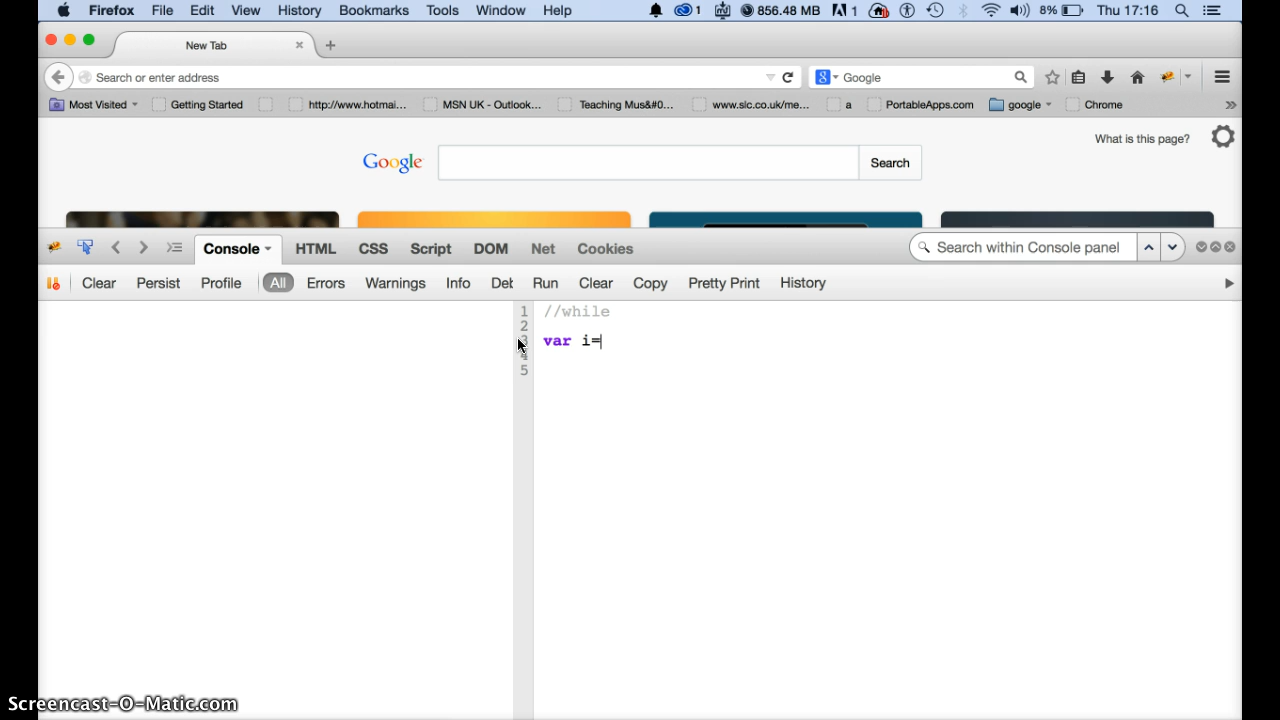 Firefox File Edit View History Bookmarks Tools Window Help 1 856.48 MB 1 8% Thu 17:16
New Tab
Search or enter address Google
Most Visited Getting Started http://www.hotmai... MSN UK - Outlook... Teaching Mus&#0... www.slc.co.uk/me... a PortableApps.com google Chrome »
What is this page?
Google Search
Console HTML CSS Script DOM Net Cookies Search within Console panel
Clear Persist Profile All Errors Warnings Info Det Run Clear Copy Pretty Print History
1 //while
2
3 var i=
4
5
Screencast-O-Matic.com